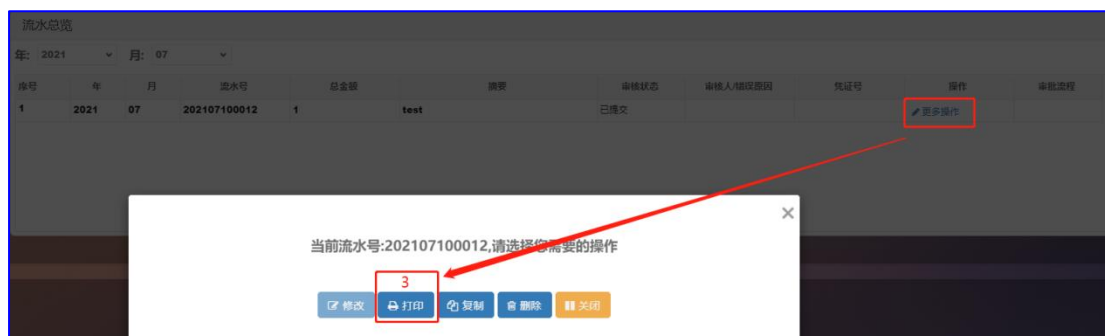 流水总览
年: 2021 月: 07
序号 年 月 流水号 总金额 摘要 审核状态 审核人/错误原因 凭证号 操作 审批流程
1 2021 07 202107100012 1 test 已提交 更多操作
×
当前流水号:202107100012,请选择您需要的操作
3
修改 打印 复制 删除 关闭